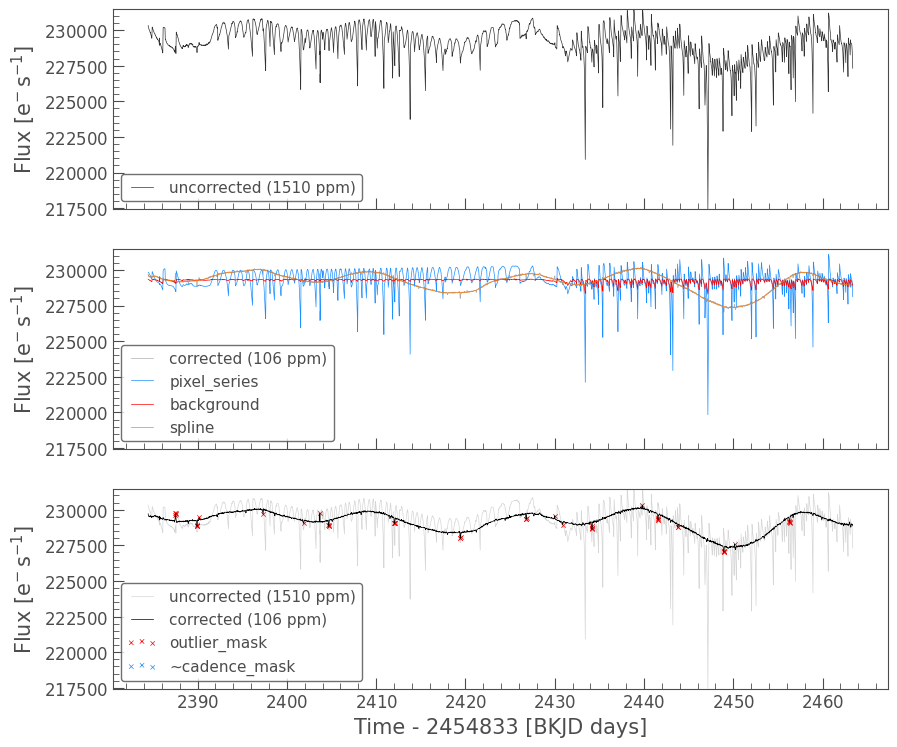 230000
227500
225000
222500
220000
217500
Flux [e⁻ s⁻¹]
uncorrected (1510 ppm)
230000
227500
225000
222500
220000
217500
Flux [e⁻ s⁻¹]
corrected (106 ppm)
pixel_series
background
spline
230000
227500
225000
222500
220000
217500
Flux [e⁻ s⁻¹]
uncorrected (1510 ppm)
corrected (106 ppm)
outlier_mask
~cadence_mask
2390 2400 2410 2420 2430 2440 2450 2460
Time - 2454833 [BKJD days]